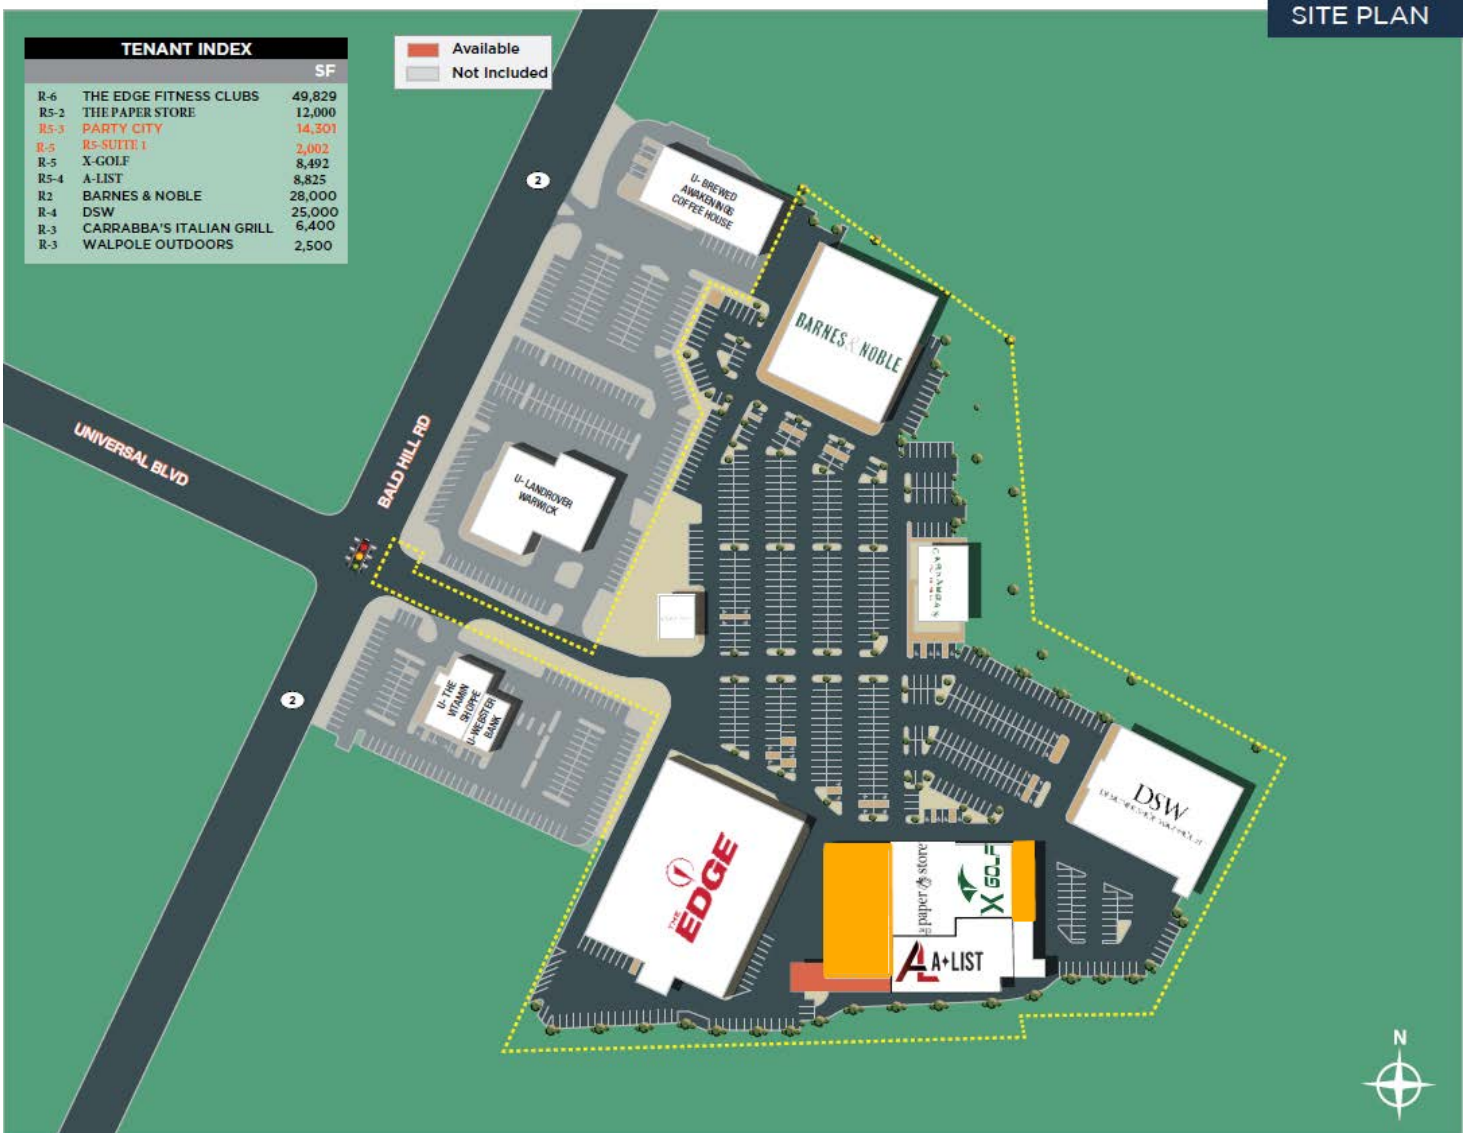 SITE PLAN
TENANT INDEX
SF
R-6 THE EDGE FITNESS CLUBS 49,829
R5-2 THE PAPER STORE 12,000
R5-3 PARTY CITY 14,301
R-5 R5-SUITE 1 2,002
R-5 X-GOLF 8,492
R5-4 A-LIST 8,825
R2 BARNES & NOBLE 28,000
R-4 DSW 25,000
R-3 CARRABBA'S ITALIAN GRILL 6,400
R-3 WALPOLE OUTDOORS 2,500
Available
Not Included
2
U- BREWED
AWAKENINGS
COFFEE HOUSE
BARNES & NOBLE
UNIVERSAL BLVD
BALD HILL RD
U- LANDROVER
WARWICK
CARRABBA'S
2
U- THE
VITAMIN
SHOPPE
U-WEBSTER
BANK
DSW
THE
EDGE
paper store
X GOLF
A-LIST
N